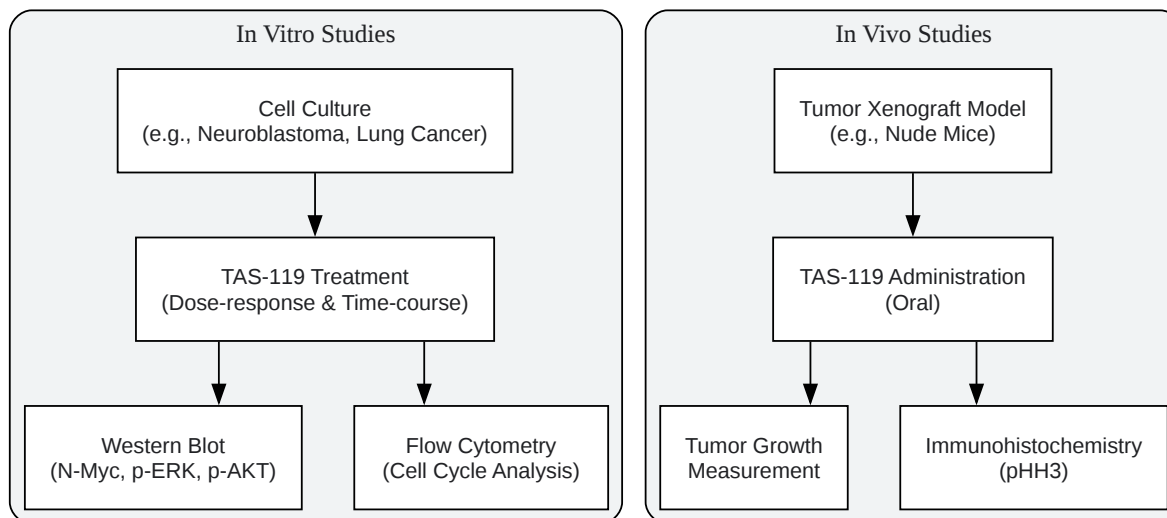 In Vitro Studies
Cell Culture
(e.g., Neuroblastoma, Lung Cancer)
TAS-119 Treatment
(Dose-response & Time-course)
Western Blot
(N-Myc, p-ERK, p-AKT)
Flow Cytometry
(Cell Cycle Analysis)
In Vivo Studies
Tumor Xenograft Model
(e.g., Nude Mice)
TAS-119 Administration
(Oral)
Tumor Growth
Measurement
Immunohistochemistry
(pHH3)